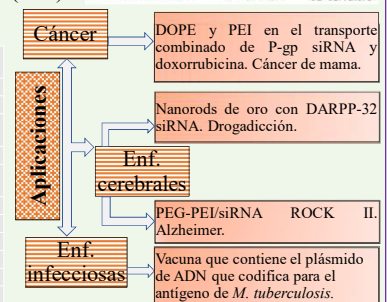 Cáncer
DOPE y PEI en el transporte
combinado de P-gp siRNA y
doxorrubicina. Cáncer de mama.
Aplicaciones
Nanorods de oro con DARPP-32
siRNA. Drogadicción.
Enf.
cerebrales
PEG-PEI/siRNA ROCK II.
Alzheimer.
Enf.
infecciosas
Vacuna que contiene el plásmido
de ADN que codifica para el
antígeno de M. tuberculosis.